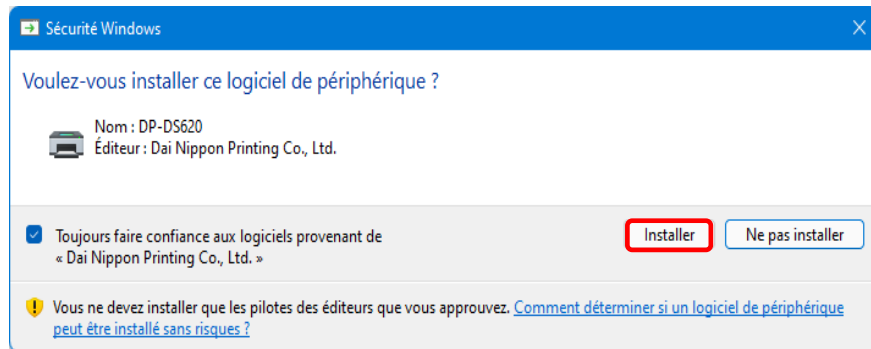 Sécurité Windows
Voulez-vous installer ce logiciel de périphérique ?
Nom : DP-DS620
Éditeur : Dai Nippon Printing Co., Ltd.
Toujours faire confiance aux logiciels provenant de
« Dai Nippon Printing Co., Ltd. »
Installer
Ne pas installer
Vous ne devez installer que les pilotes des éditeurs que vous approuvez. Comment déterminer si un logiciel de périphérique
peut être installé sans risques ?